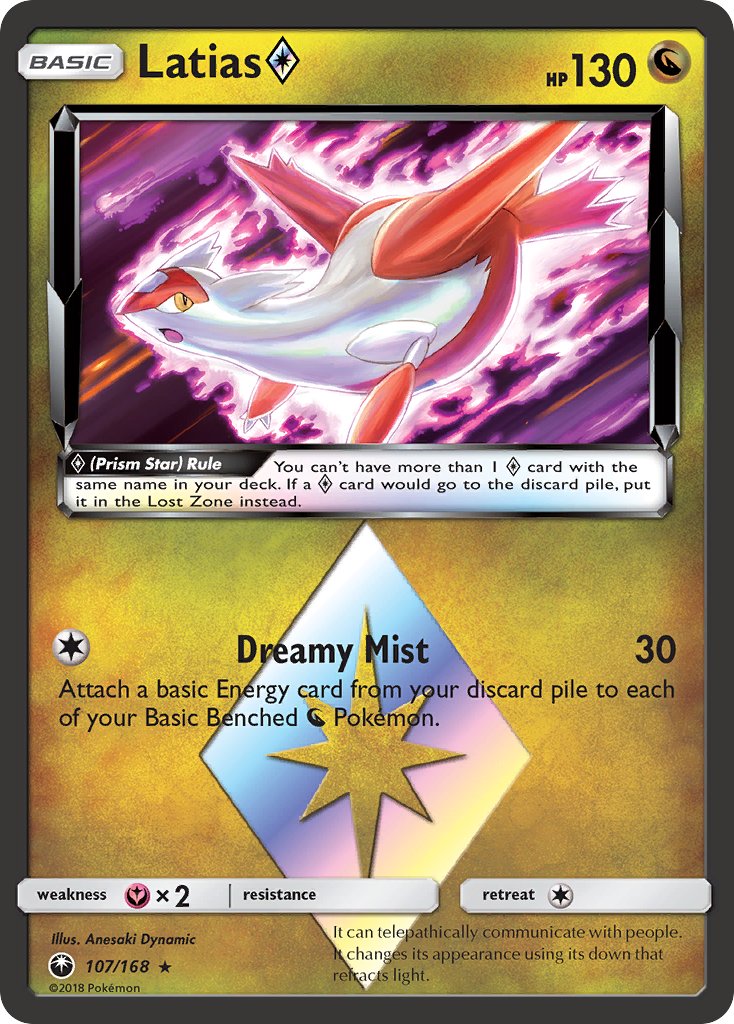 BASIC Latias HP 130
(Prism Star) Rule You can't have more than 1 card with the
same name in your deck. If a card would go to the discard pile, put
it in the Lost Zone instead.
Dreamy Mist 30
Attach a basic Energy card from your discard pile to each
of your Basic Benched Pokémon.
weakness ×2 resistance retreat
Illus. Anesaki Dynamic
107/168 ★
©2018 Pokémon
It can telepathically communicate with people.
It changes its appearance using its down that
refracts light.